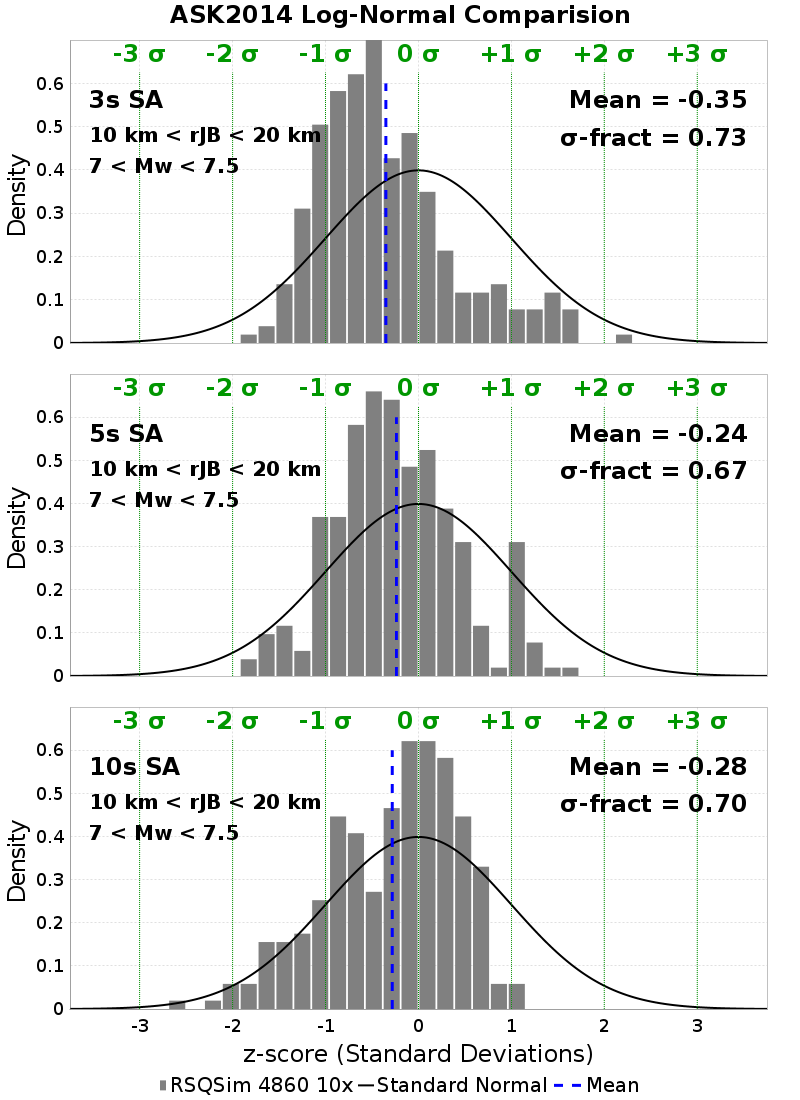 ASK2014 Log-Normal Comparision
-3 σ -2 σ -1 σ 0 σ +1 σ +2 σ +3 σ
3s SA
10 km < rJB < 20 km
7 < Mw < 7.5
Mean = -0.35
σ-fract = 0.73
0.6
0.5
0.4
0.3
0.2
0.1
0
Density
-3 σ -2 σ -1 σ 0 σ +1 σ +2 σ +3 σ
5s SA
10 km < rJB < 20 km
7 < Mw < 7.5
Mean = -0.24
σ-fract = 0.67
0.6
0.5
0.4
0.3
0.2
0.1
0
Density
-3 σ -2 σ -1 σ 0 σ +1 σ +2 σ +3 σ
10s SA
10 km < rJB < 20 km
7 < Mw < 7.5
Mean = -0.28
σ-fract = 0.70
0.6
0.5
0.4
0.3
0.2
0.1
0
Density
-3 -2 -1 0 1 2 3
z-score (Standard Deviations)
RSQSim 4860 10x Standard Normal Mean